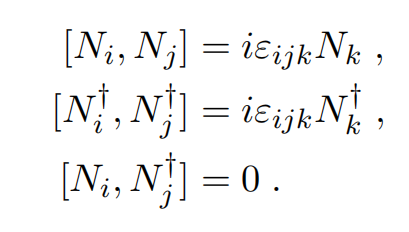 [N_i, N_j] = iε_{ijk}N_k ,
[N_i^†, N_j^†] = iε_{ijk}N_k^† ,
[N_i, N_j^†] = 0 .